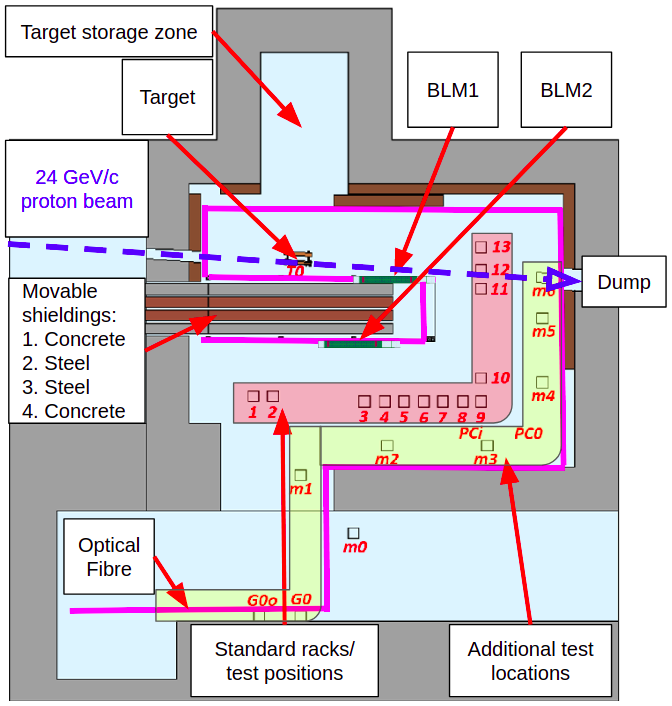 Target storage zone
Target
BLM1
BLM2
24 GeV/c
proton beam
T0
13
12
11
Dump
m6
Movable
shieldings:
1. Concrete
2. Steel
3. Steel
4. Concrete
m5
10
m4
1 2 3 4 5 6 7 8 9
PCi PC0
m2 m3
m1
m0
Optical
Fibre
G0o G0
Standard racks/
test positions
Additional test
locations